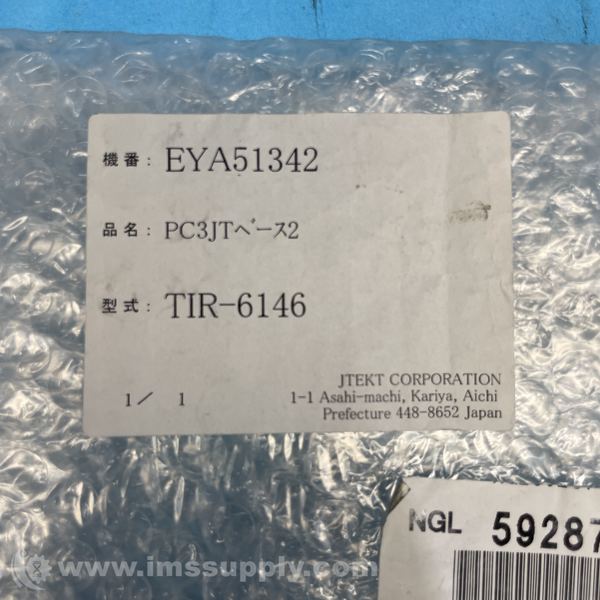 機番: EYA51342
品名: PC3JTベース2
型式: TIR-6146
JTEKT CORPORATION
1/ 1 1-1 Asahi-machi, Kariya, Aichi
Prefecture 448-8652 Japan
NGL 59287
© www.imssupply.com